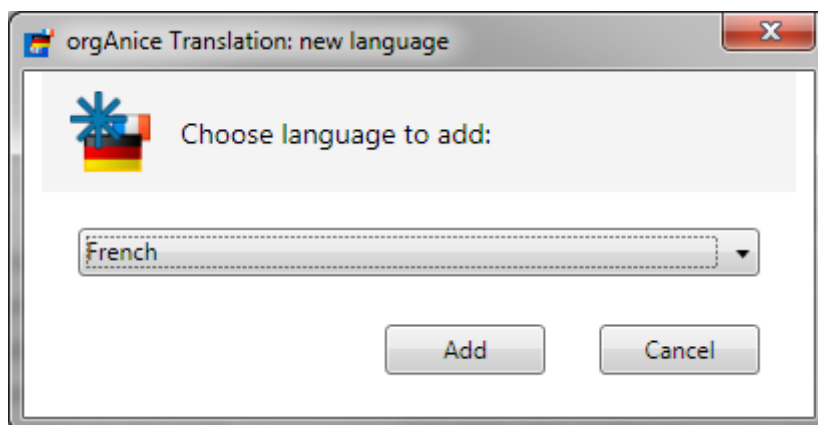 orgAnice Translation: new language
Choose language to add:
French
Add
Cancel